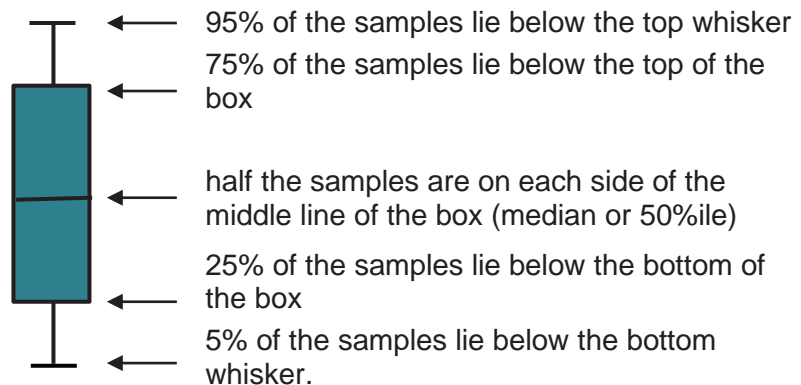 95% of the samples lie below the top whisker
75% of the samples lie below the top of the
box
half the samples are on each side of the
middle line of the box (median or 50%ile)
25% of the samples lie below the bottom of
the box
5% of the samples lie below the bottom
whisker.